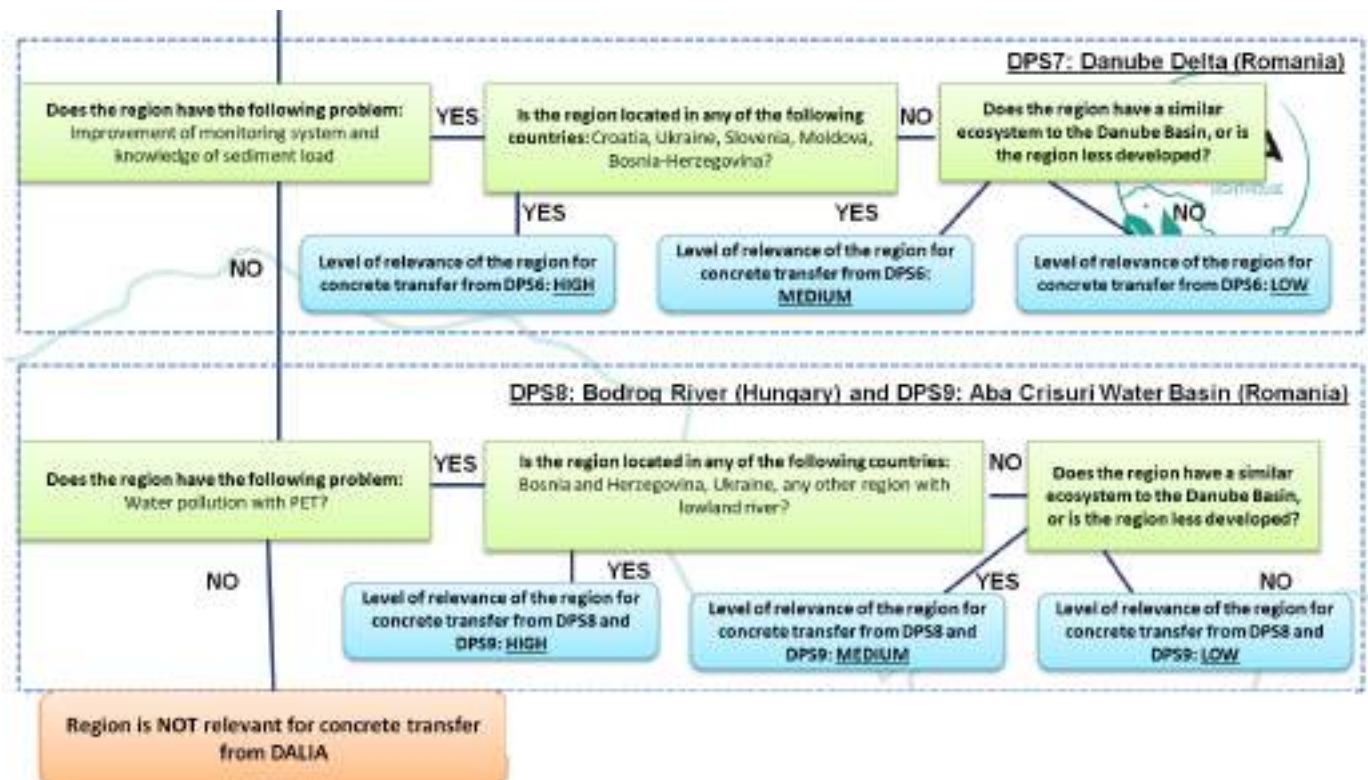 DPS7: Danube Delta (Romania)
Does the region have the following problem:
Improvement of monitoring system and
knowledge of sediment load
YES
Is the region located in any of the following
countries: Croatia, Ukraine, Slovenia, Moldova,
Bosnia-Herzegovina?
NO
Does the region have a similar
ecosystem to the Danube Basin, or is
the region less developed?
A
YES
YES
NO
NO
Level of relevance of the region for
concrete transfer from DPS6: HIGH
Level of relevance of the region for
concrete transfer from DPS6:
MEDIUM
Level of relevance of the region for
concrete transfer from DPS6: LOW
DPS8: Bodrog River (Hungary) and DPS9: Aba Crisuri Water Basin (Romania)
Does the region have the following problem:
Water pollution with PET?
YES
Is the region located in any of the following countries:
Bosnia and Herzegovina, Ukraine, any other region with
lowland river?
NO
Does the region have a similar
ecosystem to the Danube Basin,
or is the region less developed?
NO
YES
YES
NO
Level of relevance of the region for
concrete transfer from DPS8 and
DPS9: HIGH
Level of relevance of the region for
concrete transfer from DPS8 and
DPS9: MEDIUM
Level of relevance of the region for
concrete transfer from DPS8 and
DPS9: LOW
Region is NOT relevant for concrete transfer
from DALIA